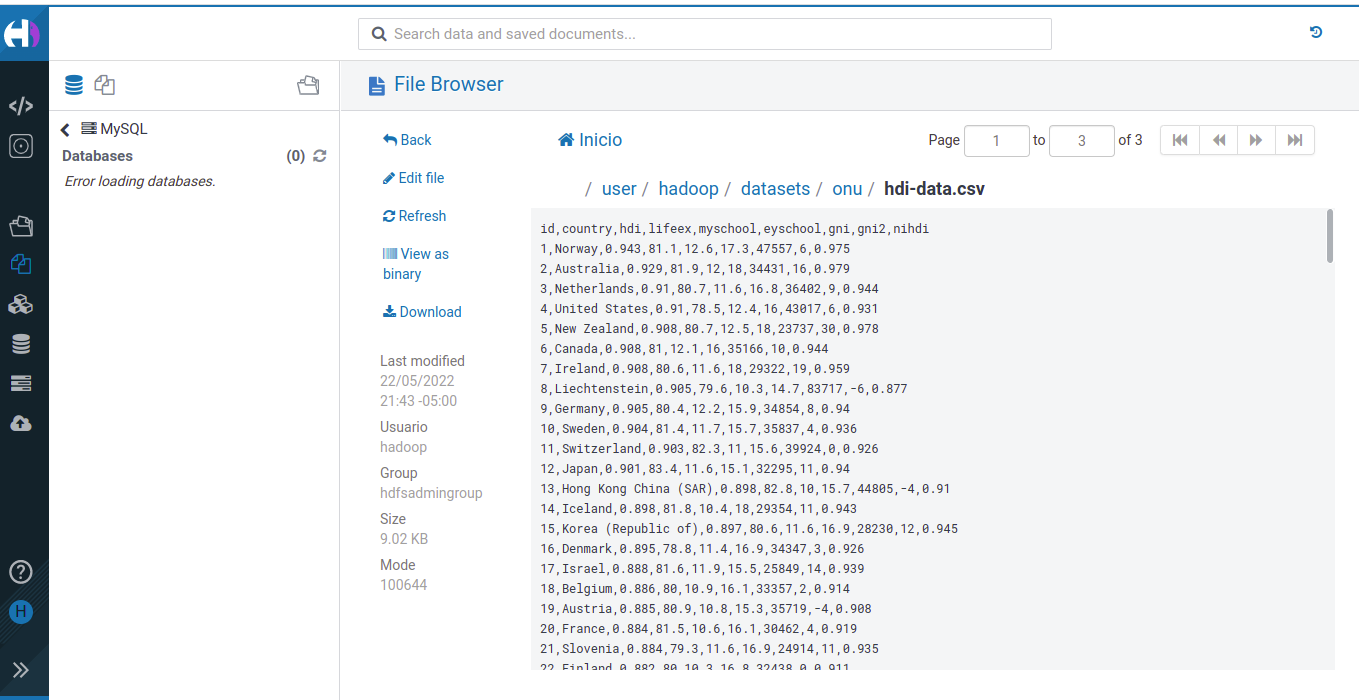 Search data and saved documents...
File Browser
MySQL
Databases (0)
Error loading databases.
Back
Edit file
Refresh
View as
binary
Download
Last modified
22/05/2022
21:43 -05:00
Usuario
hadoop
Group
hdfsadmingroup
Size
9.02 KB
Mode
100644
H
Inicio
Page 1 to 3 of 3
/ user / hadoop / datasets / onu / hdi-data.csv
id,country,hdi,lifeex,myschool,eyschool,gni,gni2,nihdi
1,Norway,0.943,81.1,12.6,17.3,47557,6,0.975
2,Australia,0.929,81.9,12,18,34431,16,0.979
3,Netherlands,0.91,80.7,11.6,16.8,36402,9,0.944
4,United States,0.91,78.5,12.4,16,43017,6,0.931
5,New Zealand,0.908,80.7,12.5,18,23737,30,0.978
6,Canada,0.908,81,12.1,16,35166,10,0.944
7,Ireland,0.908,80.6,11.6,18,29322,19,0.959
8,Liechtenstein,0.905,79.6,10.3,14.7,83717,-6,0.877
9,Germany,0.905,80.4,12.2,15.9,34854,8,0.94
10,Sweden,0.904,81.4,11.7,15.7,35837,4,0.936
11,Switzerland,0.903,82.3,11,15.6,39924,0,0.926
12,Japan,0.901,83.4,11.6,15.1,32295,11,0.94
13,Hong Kong China (SAR),0.898,82.8,10,15.7,44805,-4,0.91
14,Iceland,0.898,81.8,10.4,18,29354,11,0.943
15,Korea (Republic of),0.897,80.6,11.6,16.9,28230,12,0.945
16,Denmark,0.895,78.8,11.4,16.9,34347,3,0.926
17,Israel,0.888,81.6,11.9,15.5,25849,14,0.939
18,Belgium,0.886,80,10.9,16.1,33357,2,0.914
19,Austria,0.885,80.9,10.8,15.3,35719,-4,0.908
20,France,0.884,81.5,10.6,16.1,30462,4,0.919
21,Slovenia,0.884,79.3,11.6,16.9,24914,11,0.935
22,Finland,0.882,80,10.3,16.8,32438,0,0.911